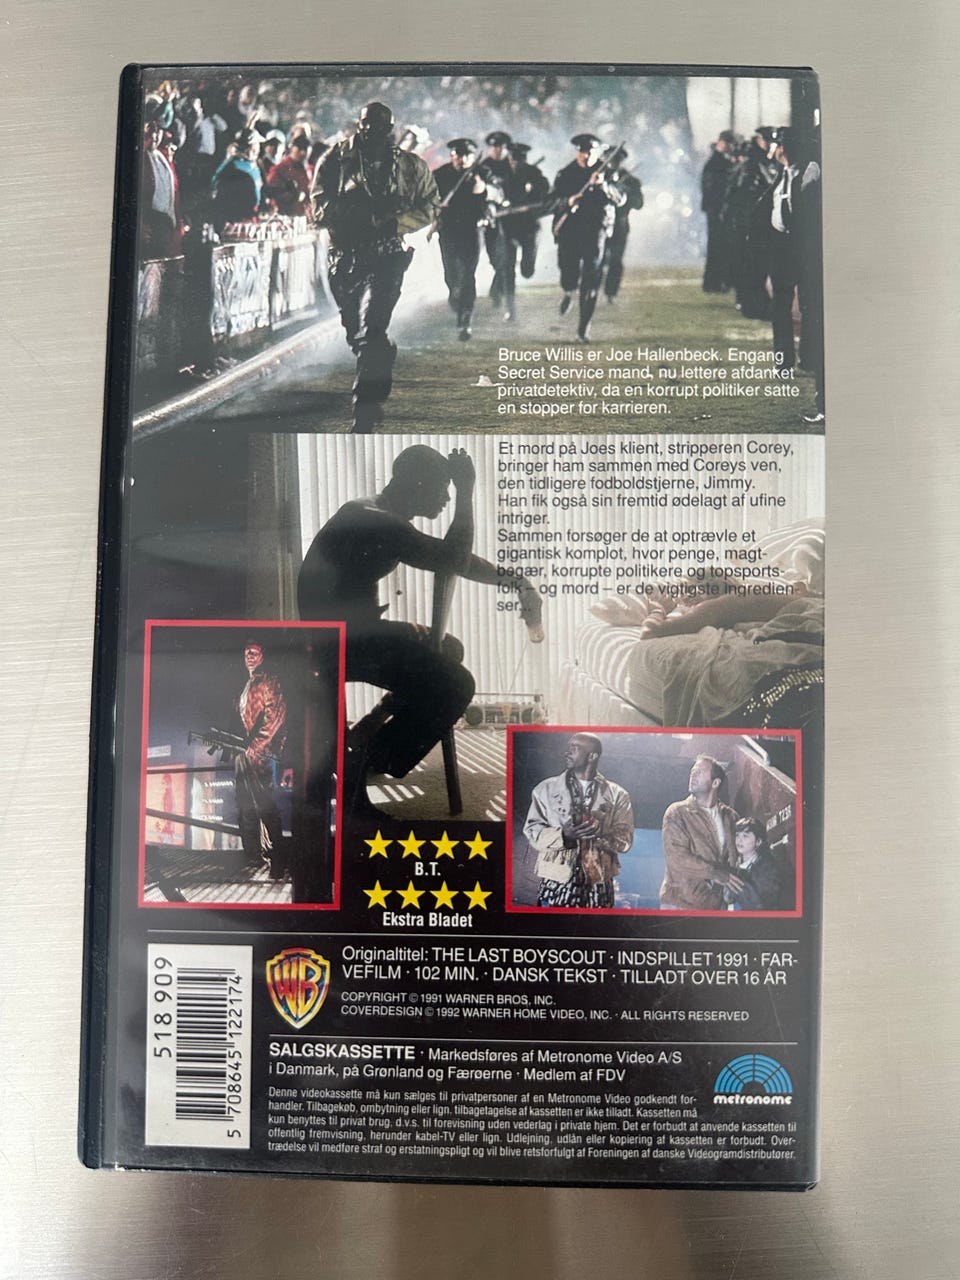 Bruce Willis er Joe Hallenbeck. Engang
Secret Service mand, nu lettere afdanket
privatdetektiv, da en korrupt politiker satte
en stopper for karrieren.
Et mord på Joes klient, stripperen Corey,
bringer ham sammen med Coreys ven,
den tidligere fodboldstjerne, Jimmy.
Han fik også sin fremtid ødelagt af ufine
intriger.
Sammen forsøger de at optrævle et
gigantisk komplot, hvor penge, magt-
begær, korrupte politikere og topsports-
folk – og mord – er de vigtigste ingredien-
ser...
B.T.
Ekstra Bladet
WB
Originaltitel: THE LAST BOYSCOUT · INDSPILLET 1991 · FAR-
VEFILM · 102 MIN. · DANSK TEKST · TILLADT OVER 16 ÅR
COPYRIGHT © 1991 WARNER BROS, INC.
COVERDESIGN © 1992 WARNER HOME VIDEO, INC. · ALL RIGHTS RESERVED
518909
5 708645 122174
SALGSKASSETTE · Markedsføres af Metronome Video A/S
i Danmark, på Grønland og Færøerne · Medlem af FDV
metronome
Denne videokassette må kun sælges til privatpersoner af en Metronome Video godkendt for-
handler. Tilbagekøb, ombytning eller lign. tilbagetagelse af kassetten er ikke tilladt. Kassetten må
kun benyttes til privat brug, d.v.s. til forevisning uden vederlag i private hjem. Det er forbudt at anvende kassetten til
offentlig fremvisning, herunder kabel-TV eller lign. Udlejning, udlån eller kopiering af kassetten er forbudt. Over-
trædelse vil medføre straf og erstatningspligt og vil blive retsforfulgt af Foreningen af danske Videogramdistributører.